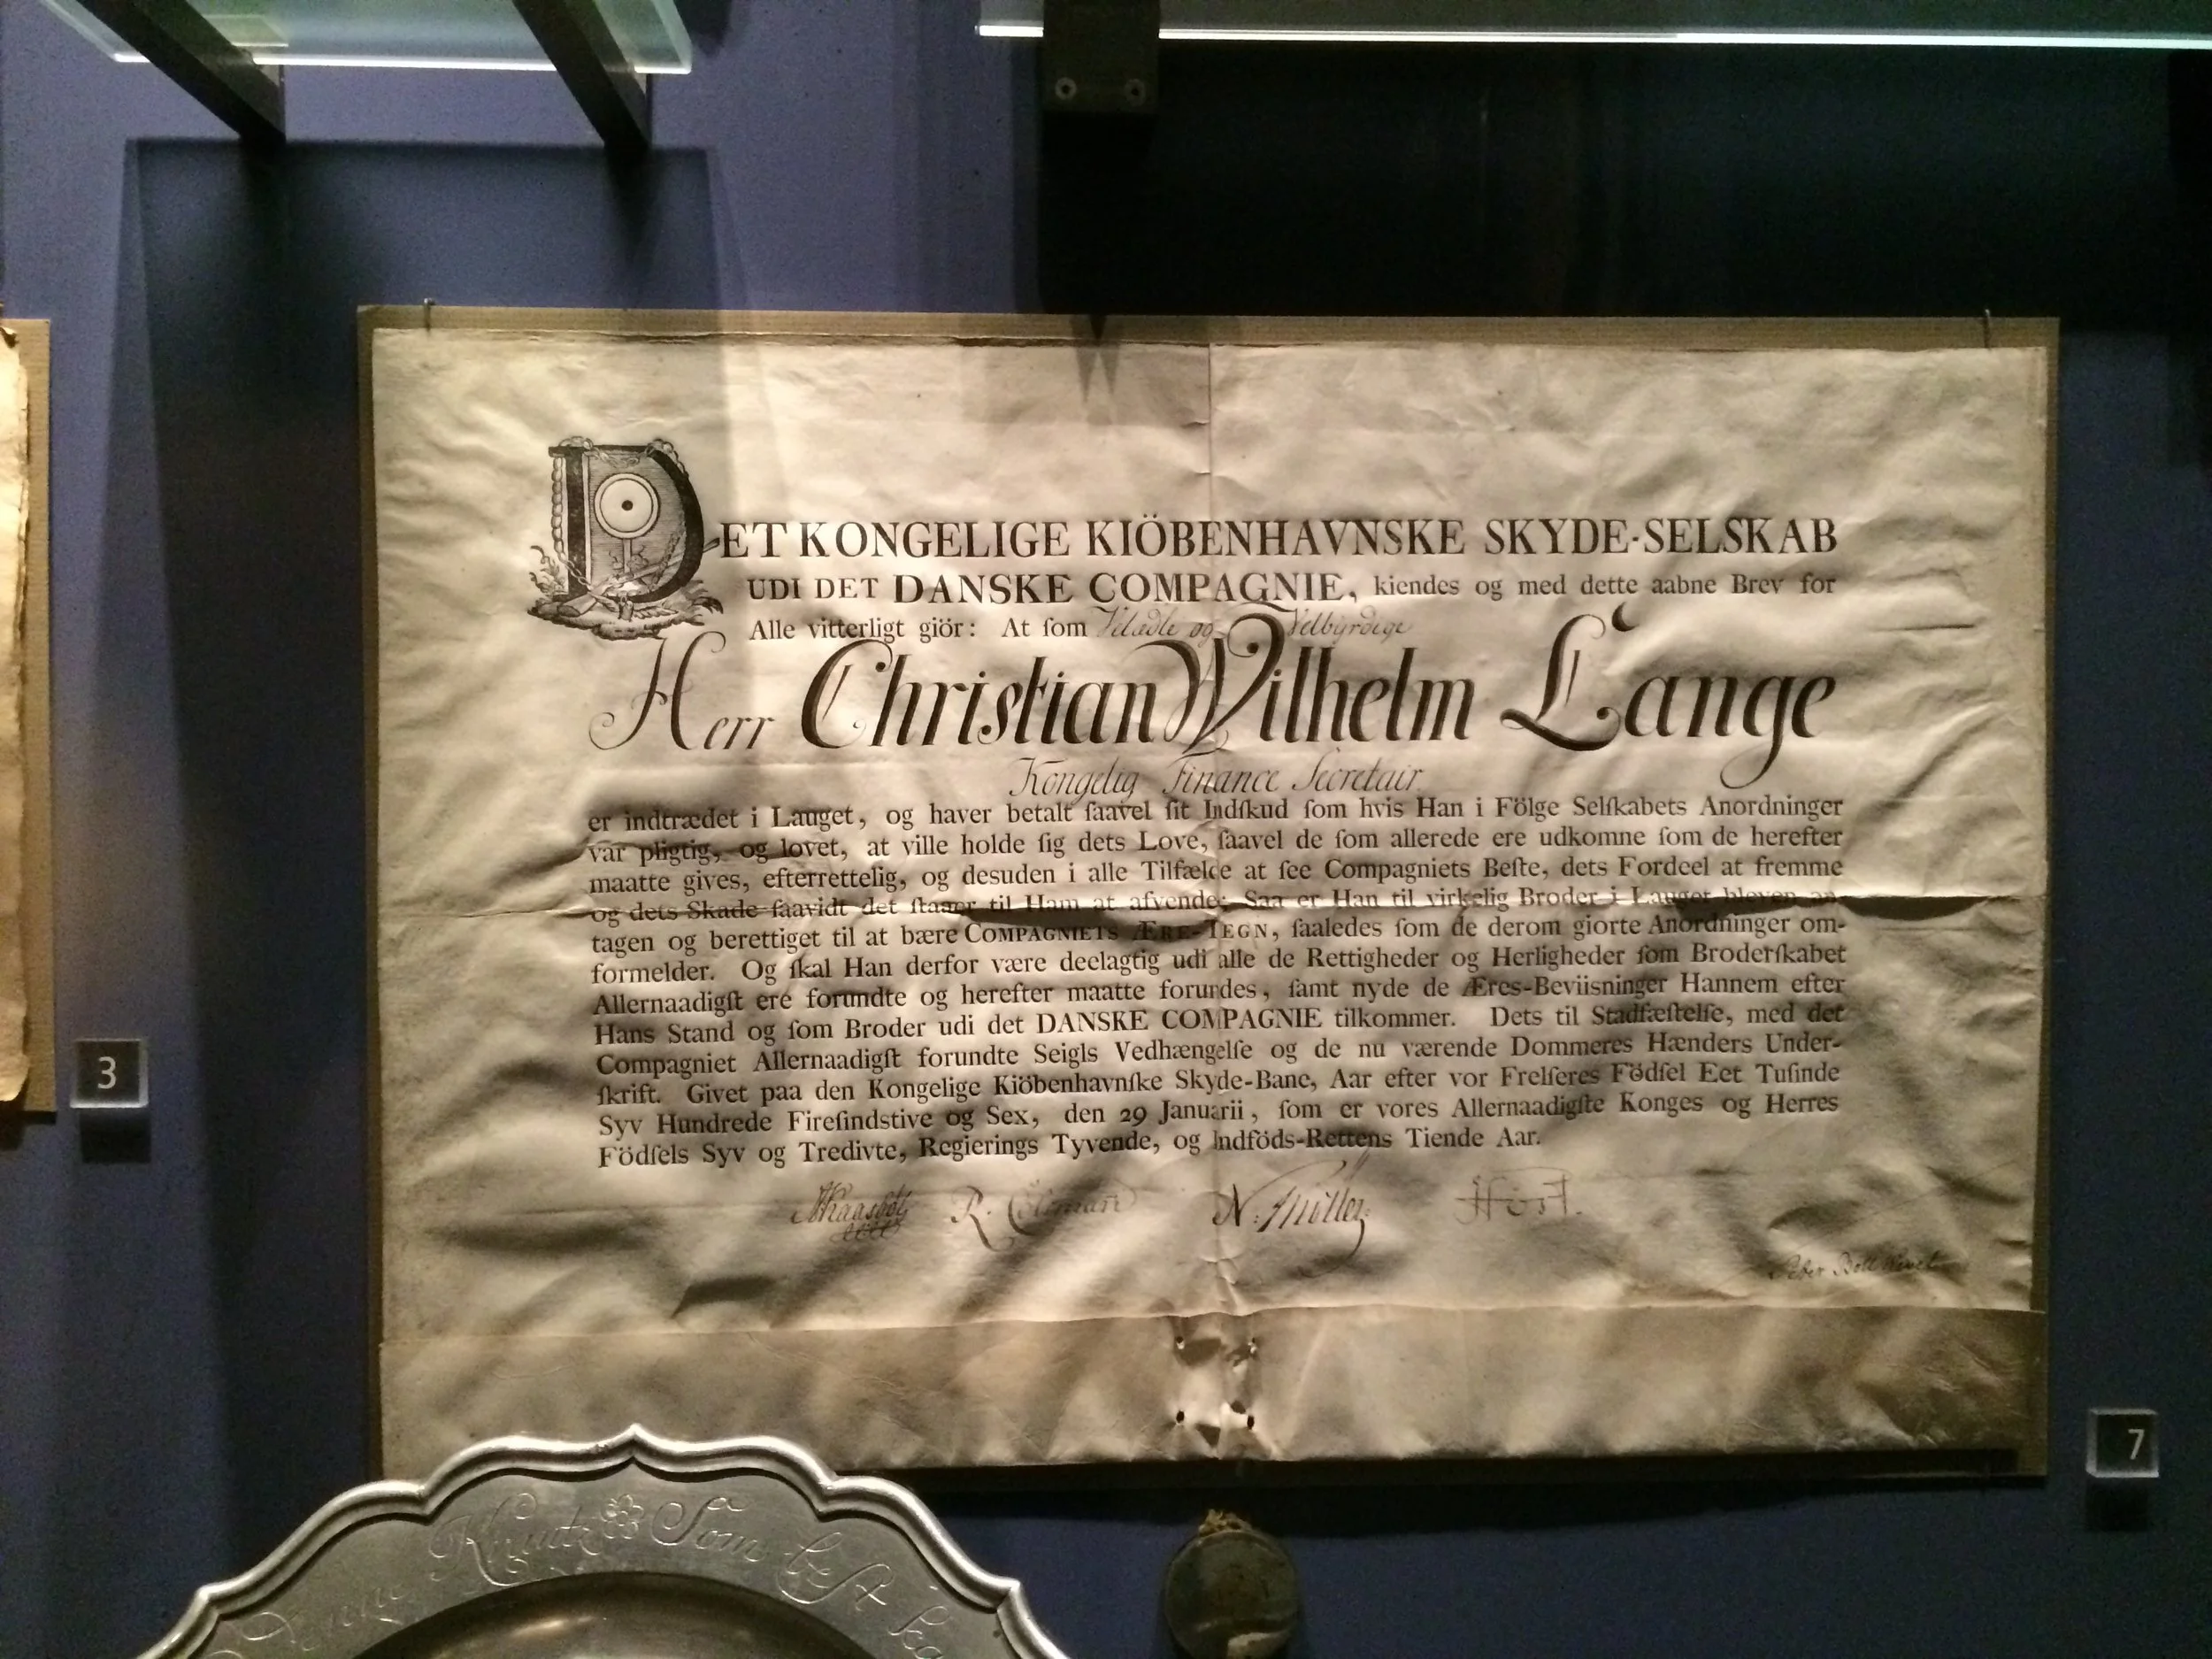 DET KONGELIGE KIÖBENHAVNSKE SKYDE-SELSKAB
UDI DET DANSKE COMPAGNIE, kiendes og med dette aabne Brev for
Alle vitterligt giör: At ſom Velædle og Velbyrdige
Herr Christian Wilhelm Lange
Kongelig Finance Secretair
er indtrædet i Lauget, og haver betalt ſaavel ſit Indſkud ſom hvis Han i Fölge Selſkabets Anordninger
var pligtig, og lovet, at ville holde ſig dets Love, ſaavel de ſom allerede ere udkomne ſom de herefter
maatte gives, efterrettelig, og desuden i alle Tilfælde at ſee Compagniets Beſte, dets Fordeel at fremme
og dets Skade ſaavidt det ſtaaer til Ham at afvende: Saa er Han til virkelig Broder i Lauget bleven an-
tagen og berettiget til at bære COMPAGNIETS ÆRE-TEGN, ſaaledes ſom de derom giorte Anordninger om-
formelder. Og ſkal Han derfor være deelagtig udi alle de Rettigheder og Herligheder ſom Broderſkabet
Allernaadigſt ere forundte og herefter maatte forundes, ſamt nyde de Æres-Beviisninger Hannem efter
Hans Stand og ſom Broder udi det DANSKE COMPAGNIE tilkommer. Dets til Stadfæſtelſe, med det
Compagniet Allernaadigſt forundte Seigls Vedhængelſe og de nu værende Dommeres Hænders Under-
ſkrift. Givet paa den Kongelige Kiöbenhavnſke Skyde-Bane, Aar efter vor Frelſeres Födſel Eet Tuſinde
Syv Hundrede Fireſindstive og Sex, den 29 Januarii, ſom er vores Allernaadigſte Konges og Herres
Födſels Syv og Tredivte, Regierings Tyvende, og Indföds-Rettens Tiende Aar.
R. N. Müller Höst.
Peter
3
7
Denne Knudtz Som best